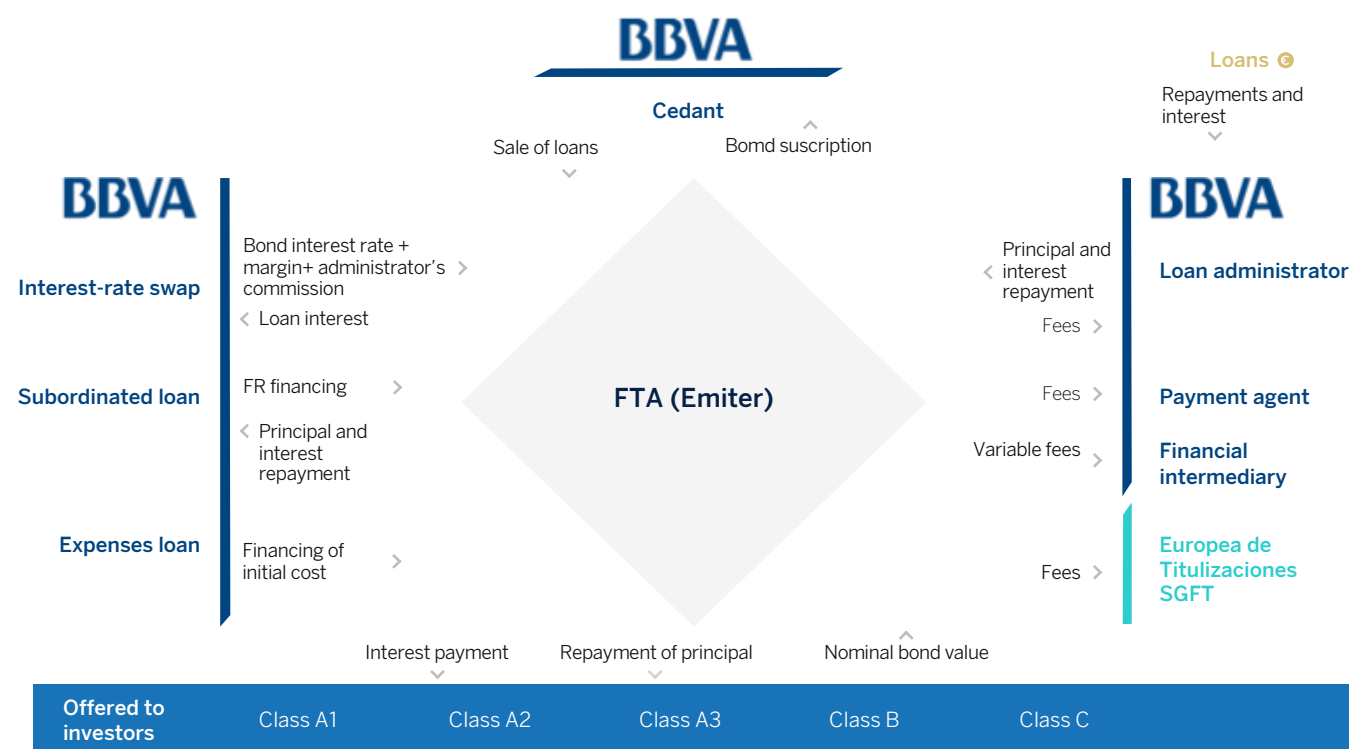 BBVA
Cedant
Loans €
Repayments and
interest
Sale of loans
Bomd suscription
BBVA
Interest-rate swap
Bond interest rate +
margin+ administrator's
commission
Loan interest
Subordinated loan
FR financing
Principal and
interest
repayment
Expenses loan
Financing of
initial cost
FTA (Emiter)
BBVA
Principal and
interest
repayment
Loan administrator
Fees
Fees
Payment agent
Variable fees
Financial
intermediary
Fees
Europea de
Titulizaciones
SGFT
Interest payment
Repayment of principal
Nominal bond value
Offered to
investors
Class A1
Class A2
Class A3
Class B
Class C